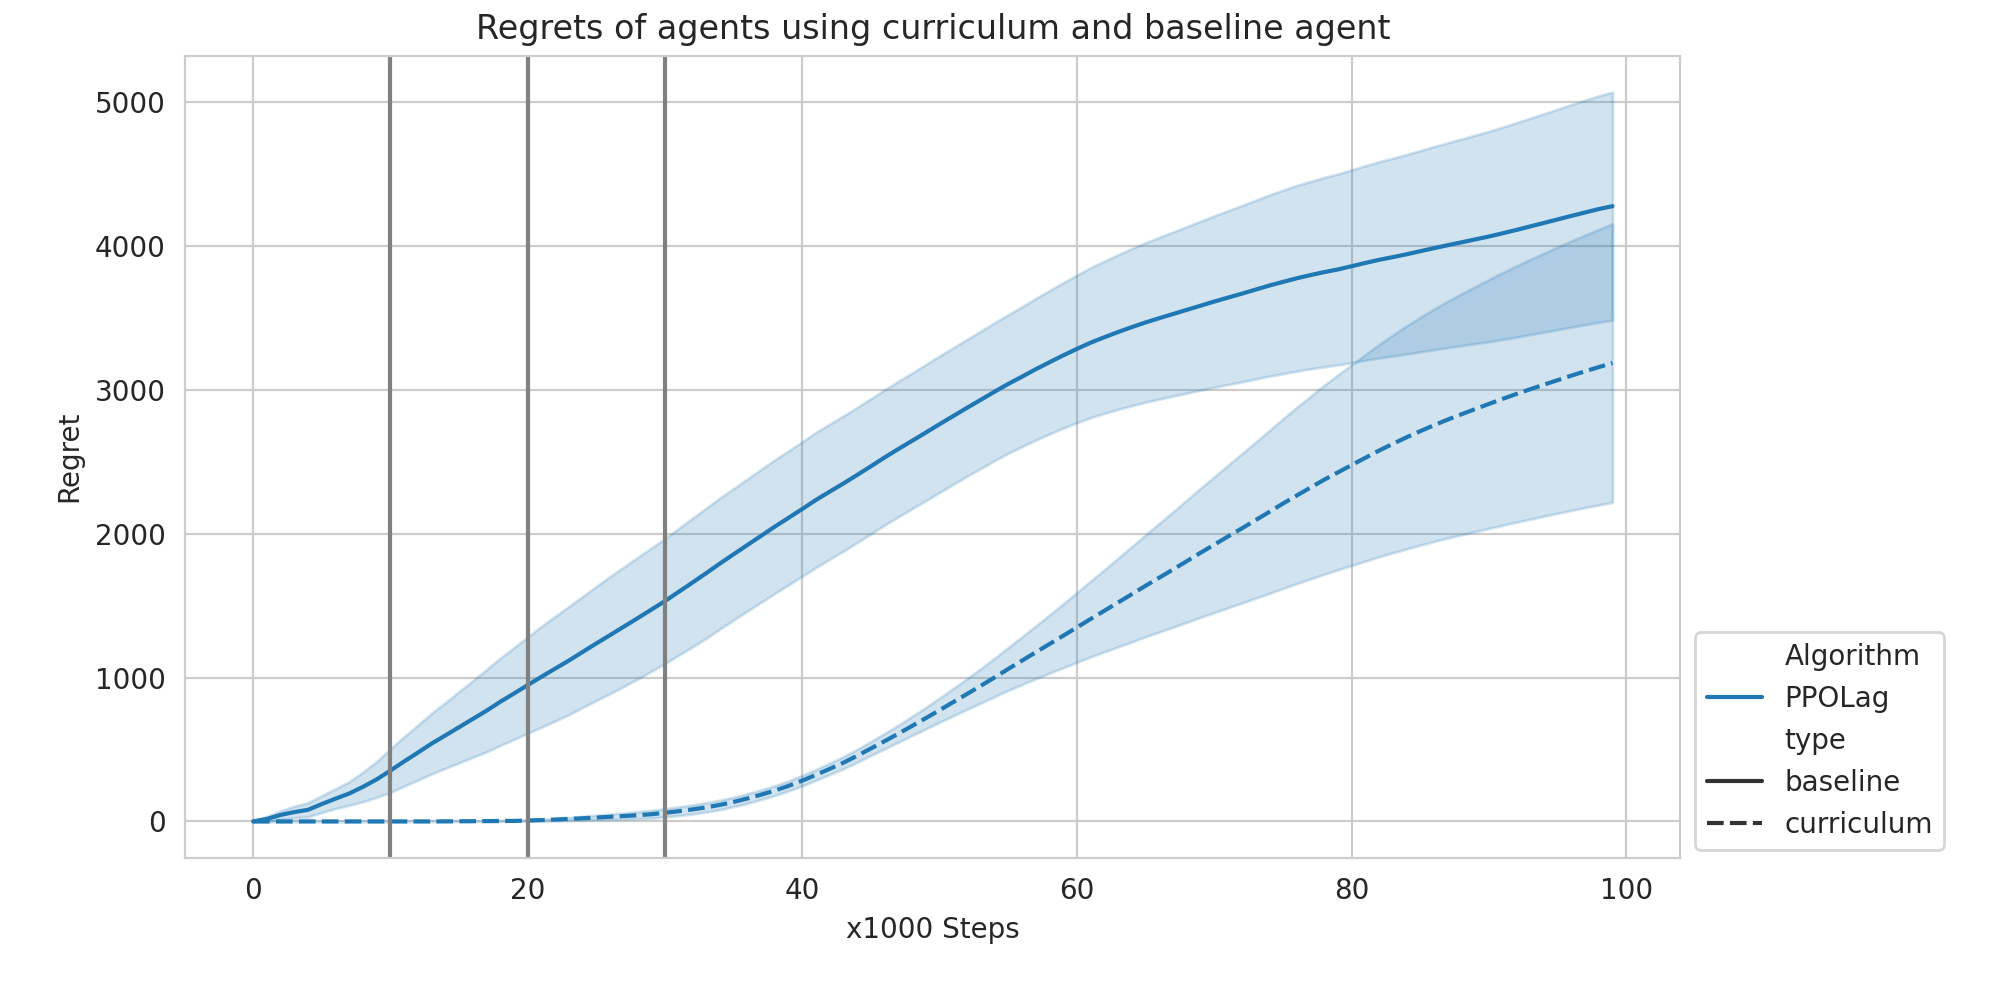 Regrets of agents using curriculum and baseline agent
5000
4000
3000
2000
1000
0
Regret
0 20 40 60 80 100
x1000 Steps
Algorithm
PPOLag
type
baseline
curriculum